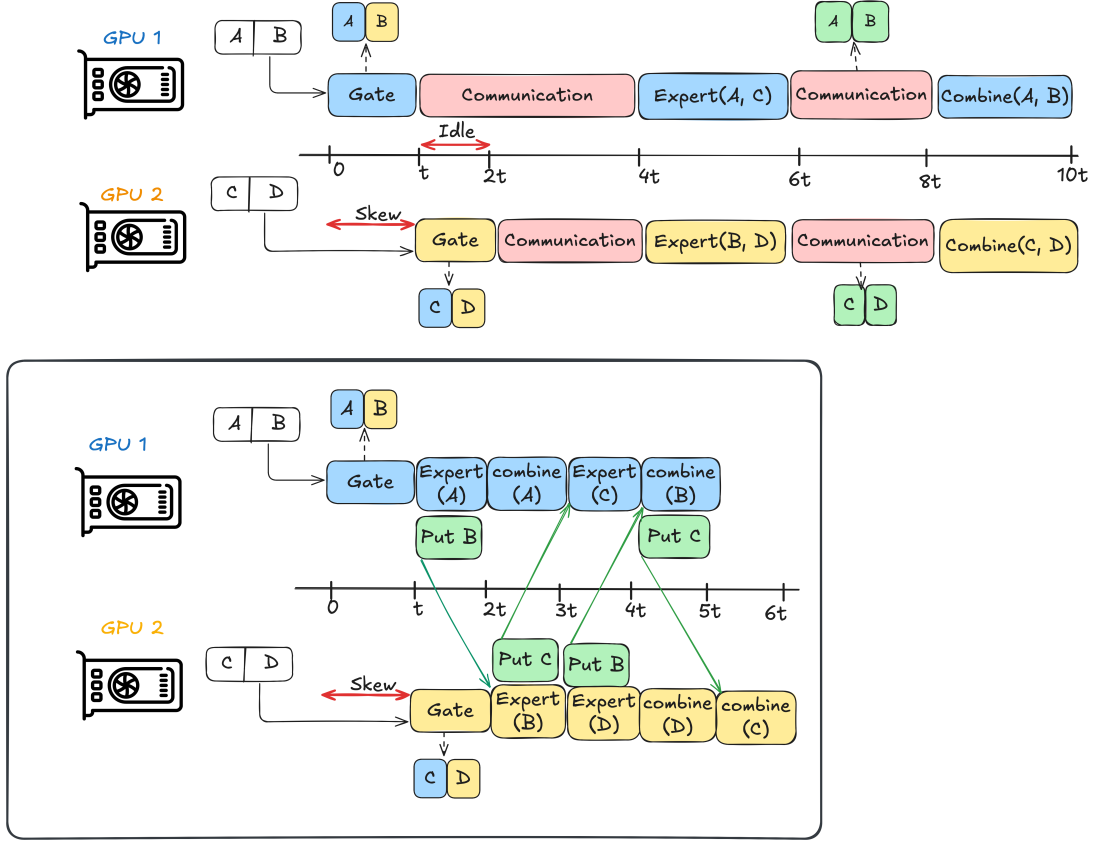 A B
GPU 1
A B
A B
Gate
Communication
Expert(A, C)
Communication
Combine(A, B)
Idle
0
t
2t
4t
6t
8t
10t
GPU 2
C D
Skew
Gate
Communication
Expert(B, D)
Communication
Combine(C, D)
C D
C D
A B
A B
GPU 1
Gate
Expert
(A)
combine
(A)
Expert
(C)
combine
(B)
Put B
Put C
0
t
2t
3t
4t
5t
6t
GPU 2
C D
Put C
Put B
Skew
Gate
Expert
(B)
Expert
(D)
combine
(D)
combine
(C)
C D